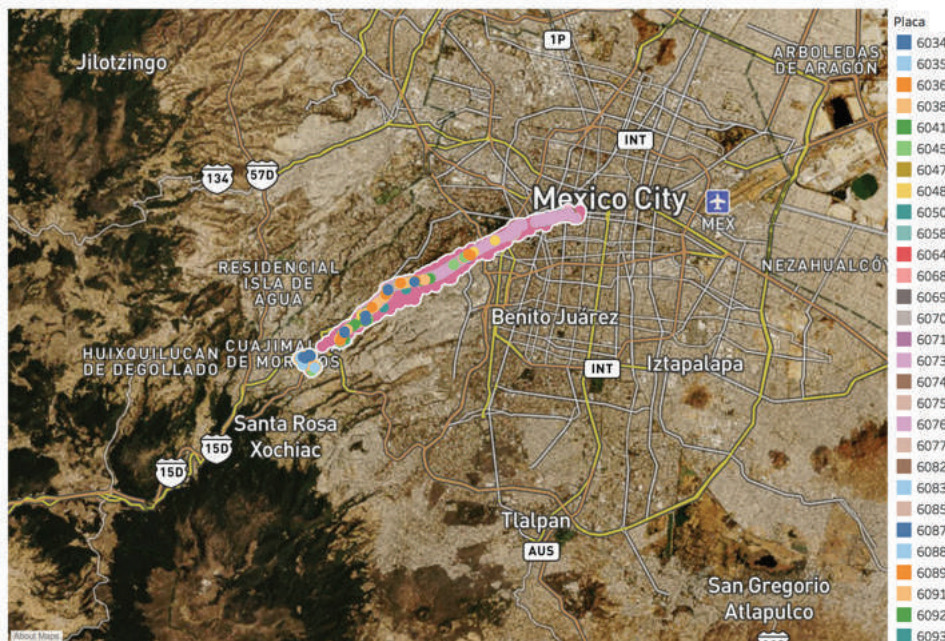 Jilotzingo
1P
ARBOLEDAS
DE ARAGÓN
INT
134
57D
Mexico City
MEX
RESIDENCIAL
ISLA DE
AGUA
NEZAHUALCÓY
Benito Juárez
HUIXQUILUCAN
DE DEGOLLADO
CUAJIMAL
DE MOR OS
INT
Iztapalapa
Santa Rosa
Xochiac
15D
15D
Tlalpan
AUS
San Gregorio
Atlapulco
About Maps
Placa
6034
6035
6036
6038
6041
6045
6047
6048
6050
6058
6064
6068
6069
6070
6071
6073
6074
6075
6076
6077
6082
6083
6085
6087
6088
6089
6091
6092
6093